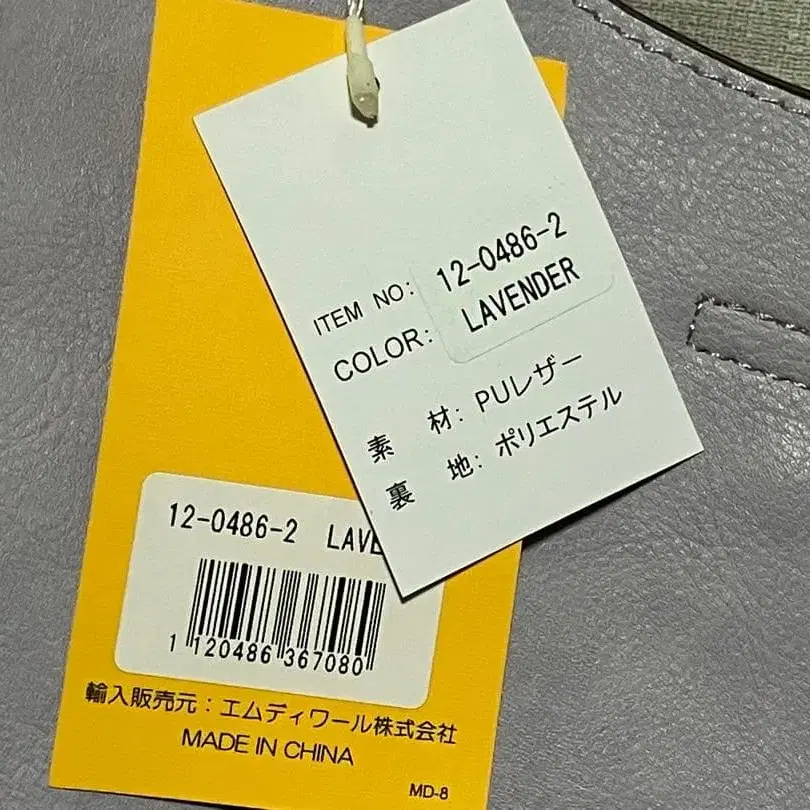 ITEM NO: 12-0486-2
COLOR: LAVENDER
素 材: PUレザー
裏 地: ポリエステル
12-0486-2 LAVE
1 120486 367080
輸入販売元：エムディワール株式会社
MADE IN CHINA
MD-8